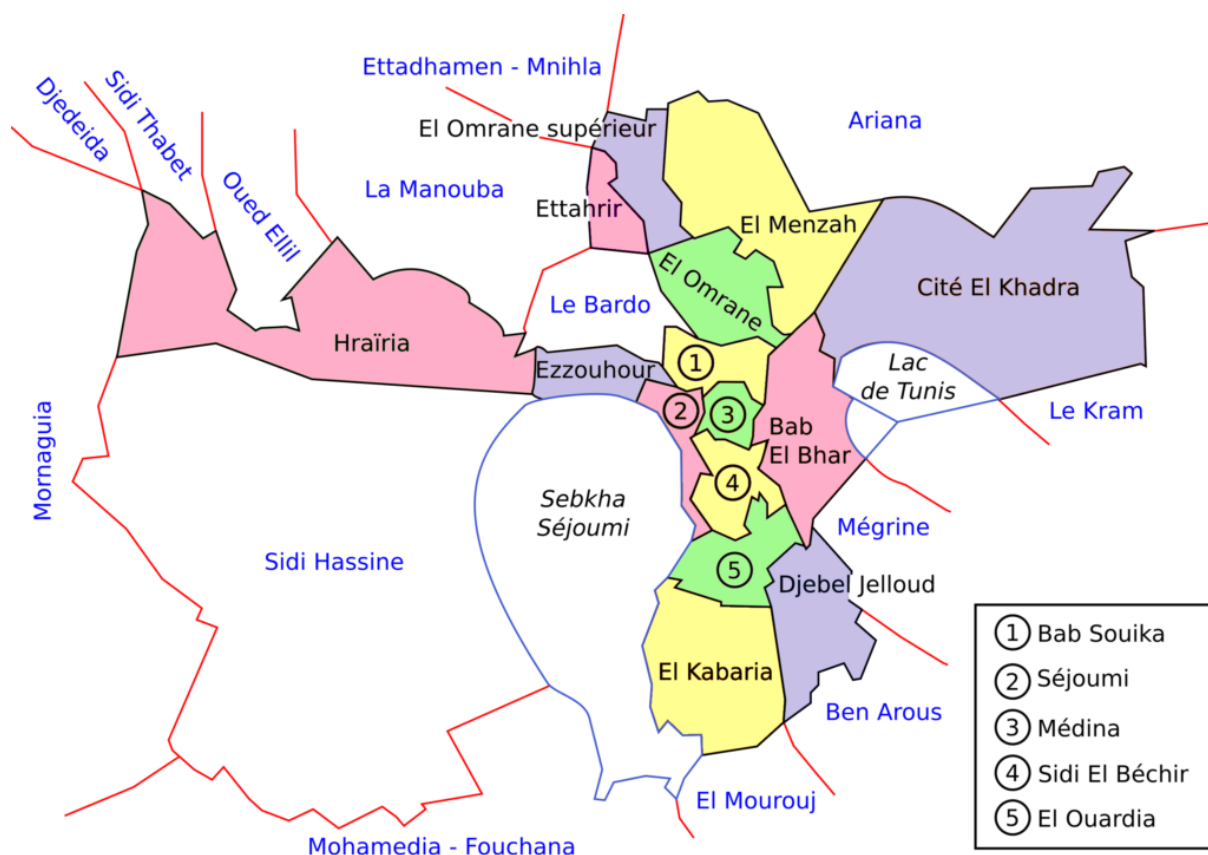 Ettadhamen - Mnihla
Sidi Thabet
Djedeida
El Omrane supérieur
Ariana
La Manouba
Oued Ellil
Ettahrir
El Menzah
El Omrane
Cité El Khadra
Le Bardo
Hraïria
Ezzouhour
1
Lac
de Tunis
2
3
Le Kram
Bab
El Bhar
Mornaguia
4
Sebkha
Séjoumi
Mégrine
Sidi Hassine
5
Djebel Jelloud
El Kabaria
Ben Arous
El Mourouj
Mohamedia - Fouchana
1 Bab Souika
2 Séjoumi
3 Médina
4 Sidi El Béchir
5 El Ouardia